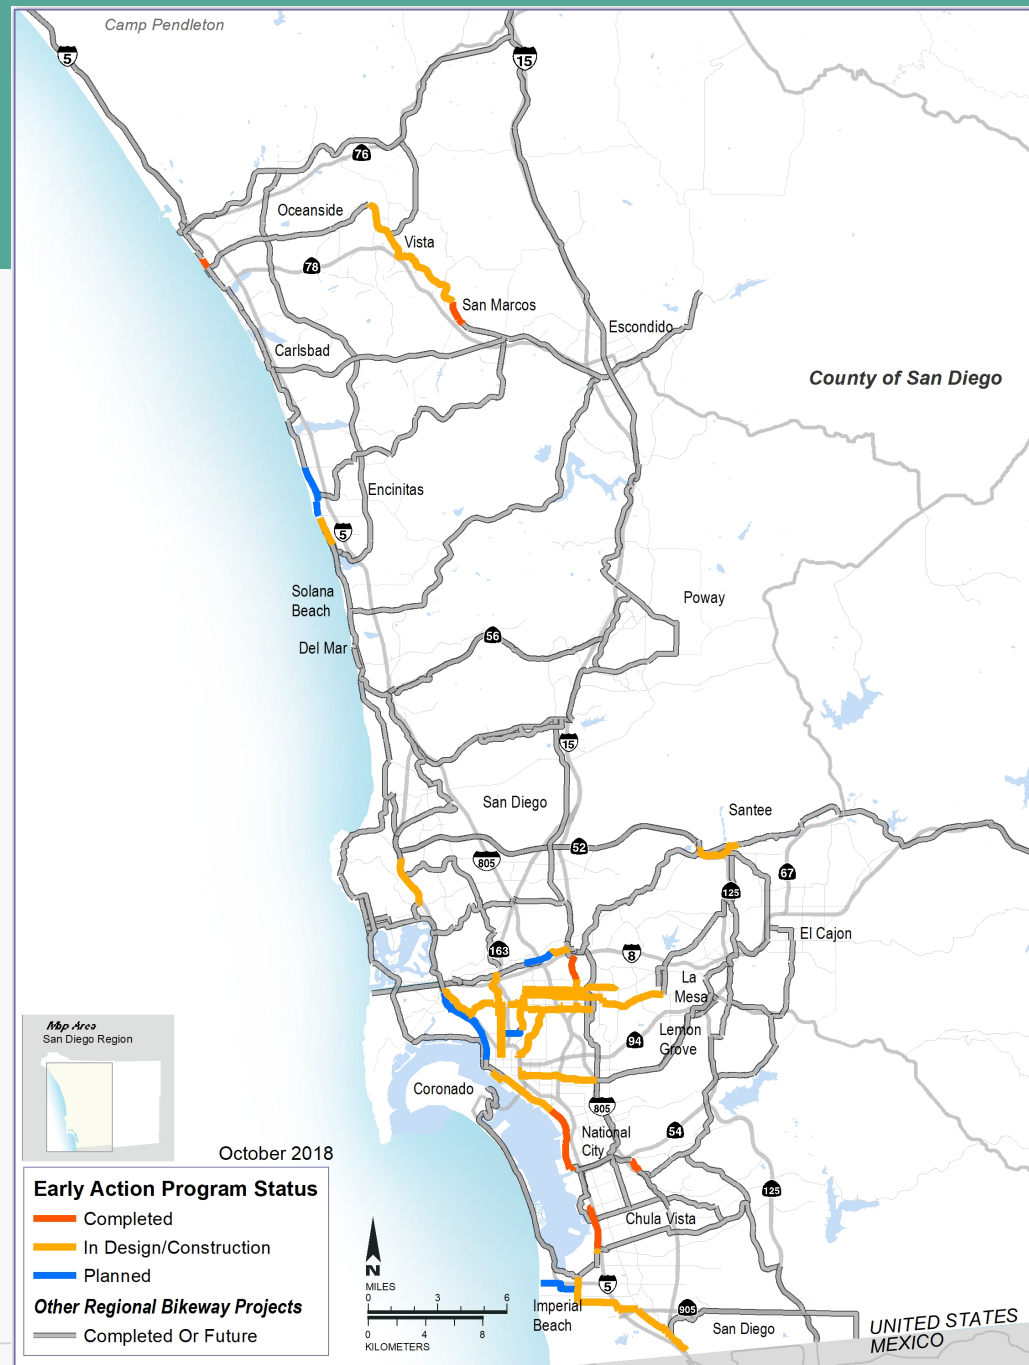 Camp Pendleton
5
15
76
Oceanside
Vista
78
San Marcos
Escondido
Carlsbad
County of San Diego
Encinitas
5
Solana
Beach
Poway
56
Del Mar
15
San Diego
Santee
52
805
67
125
El Cajon
163
8
La
Mesa
Lemon
Grove
94
Coronado
805
National
City
54
125
Chula Vista
5
Imperial
Beach
905
San Diego
UNITED STATES
MEXICO
Map Area
San Diego Region
October 2018
Early Action Program Status
Completed
In Design/Construction
Planned
Other Regional Bikeway Projects
Completed Or Future
N
MILES
0 3 6
0 4 8
KILOMETERS